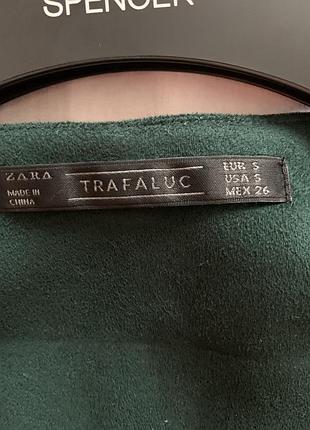 SPENCER
ZARA
MADE IN
CHINA
TRAFALUC
EUR S
USA S
MEX 26